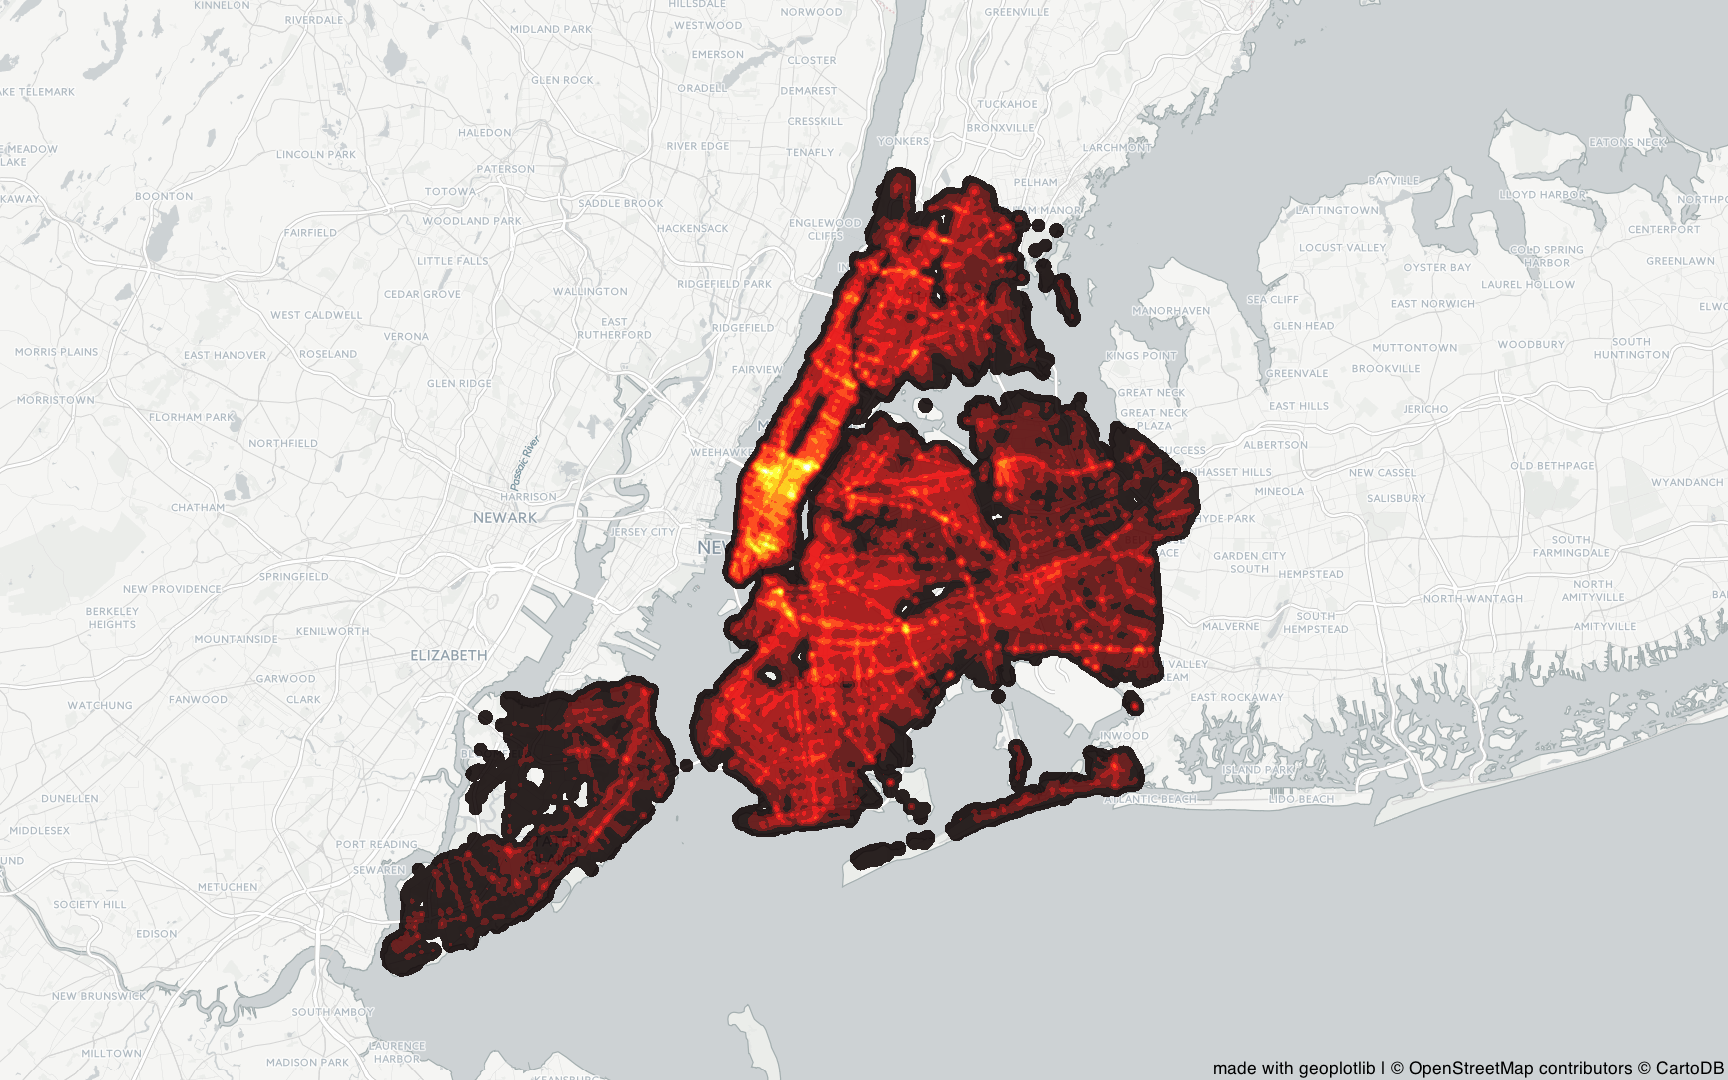 KINNELON
HILLSDALE
NORWOOD
GREENVILLE
RIVERDALE
PARK
WESTWOOD
MIDLAND PARK
EMERSON
CLOSTER
GLEN ROCK
ORADELL
DEMAREST
AKE TELEMARK
TUCKAHOE
CRESSKILL
BRONXVILLE
HALEDON
YONKERS
LARCHMONT
EATONS NECK
E MEADOW
LAKE
RIVER EDGE
TENAFLY
LINCOLN PARK
PATERSON
PELHAM
BAYVILLE
TOTOWA
LLOYD HARBOR
KAWAY
BOONTON
SADDLE BROOK
NORTHPO
LATTINGTOWN
AM MANOR
WOODLAND PARK
ENGLEWOOD
CLIFFS
HACKENSACK
FAIRFIELD
CENTERPORT
LOCUST VALLEY
COLD SPRING
HARBOR
LITTLE FALLS
OYSTER BAY
GREENLAWN
RIDGEFIELD PARK
LAUREL HOLLOW
CEDAR GROVE
WALLINGTON
SEA CLIFF
EAST NORWICH
ELWO
MANORHAVEN
WEST CALDWELL
EAST
RUTHERFORD
RIDGEFIELD
GLEN HEAD
VERONA
MORRIS PLAINS
EAST HANOVER
ROSELAND
KINGS POINT
MUTTONTOWN
WOODBURY
SOUTH
HUNTINGTON
FAIRVIEW
GREENVALE
BROOKVILLE
GLEN RIDGE
GREAT NECK
MORRISTOWN
EAST HILLS
JERICHO
FLORHAM PARK
GREAT NECK
PLAZA
NORTHFIELD
ALBERTSON
SUCCESS
WEEHAWKE
Passaic River
OLD BETHPAGE
NHASSET HILLS
NEW CASSEL
WYANDANCH
MINEOLA
SALISBURY
HARRISON
CHATHAM
NEWARK
HYDE PARK
JERSEY CITY
NEW
SOUTH
FARMINGDALE
GARDEN CITY
SOUTH
HEMPSTEAD
SPRINGFIELD
NEW PROVIDENCE
NORTH
AMITYVILLE
NORTH WANTAGH
BERKELEY
HEIGHTS
SOUTH
HEMPSTEAD
MALVERNE
AMITYVILLE
KENILWORTH
MOUNTAINSIDE
ELIZABETH
VALLEY
REAM
GARWOOD
FANWOOD
CLARK
EAST ROCKAWAY
WATCHUNG
INWOOD
ISLAND PARK
DUNELLEN
ATLANTIC BEACH
LIDO BEACH
MIDDLESEX
PORT READING
UND
SEWAREN
METUCHEN
SOCIETY HILL
EDISON
NEW BRUNSWICK
SOUTH AMBOY
LAURENCE
HARBOR
MILLTOWN
MADISON PARK
KEANSBURG
made with geoplotlib | © OpenStreetMap contributors © CartoDB